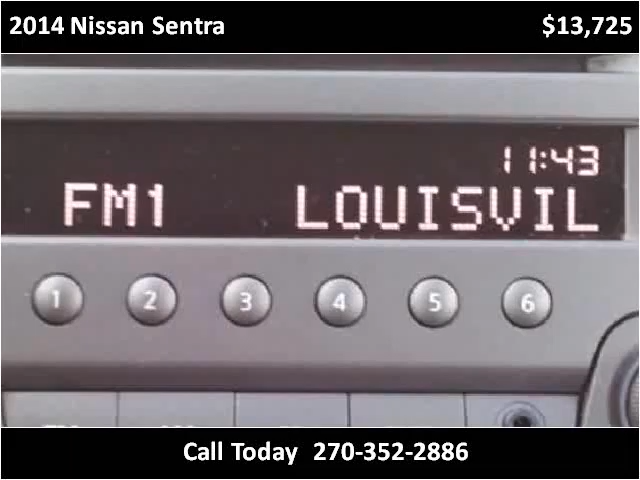 2014 Nissan Sentra $13,725
11:43
FM1 LOUISVIL
1 2 3 4 5 6
Call Today 270-352-2886